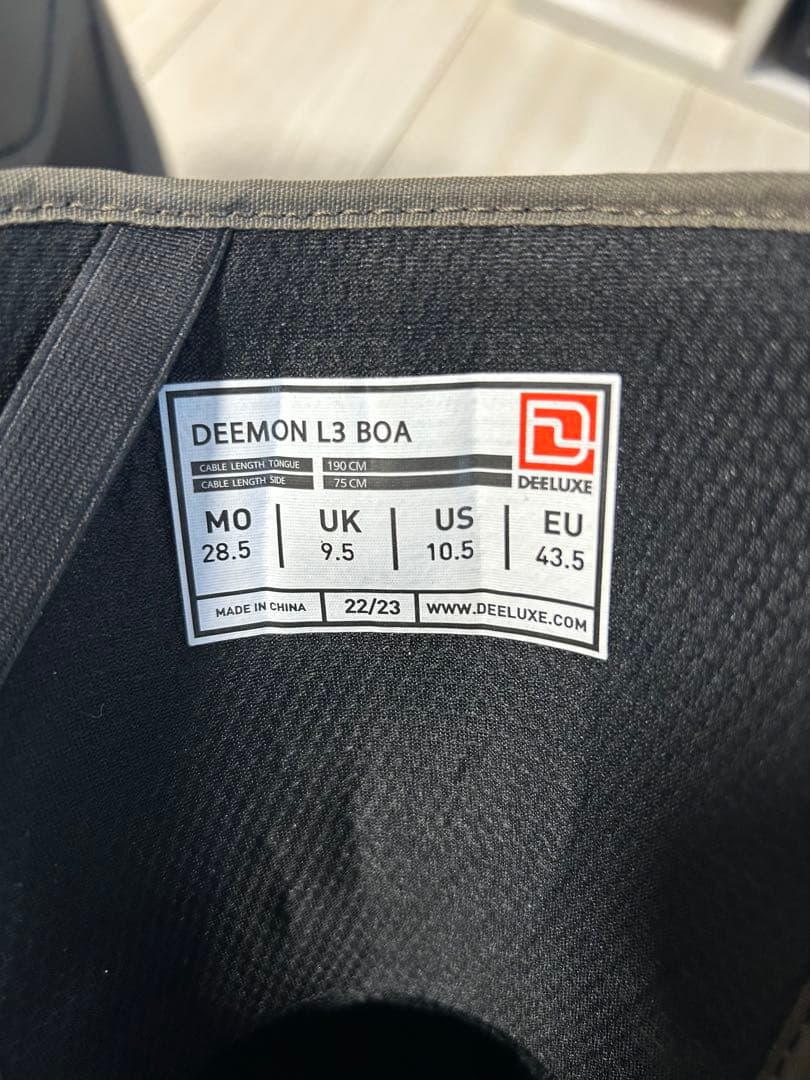 DEEMON L3 BOA
CABLE LENGTH TONGUE 190 CM
CABLE LENGTH SIDE 75 CM
DEELUXE
MO UK US EU
28.5 9.5 10.5 43.5
MADE IN CHINA 22/23 WWW.DEELUXE.COM